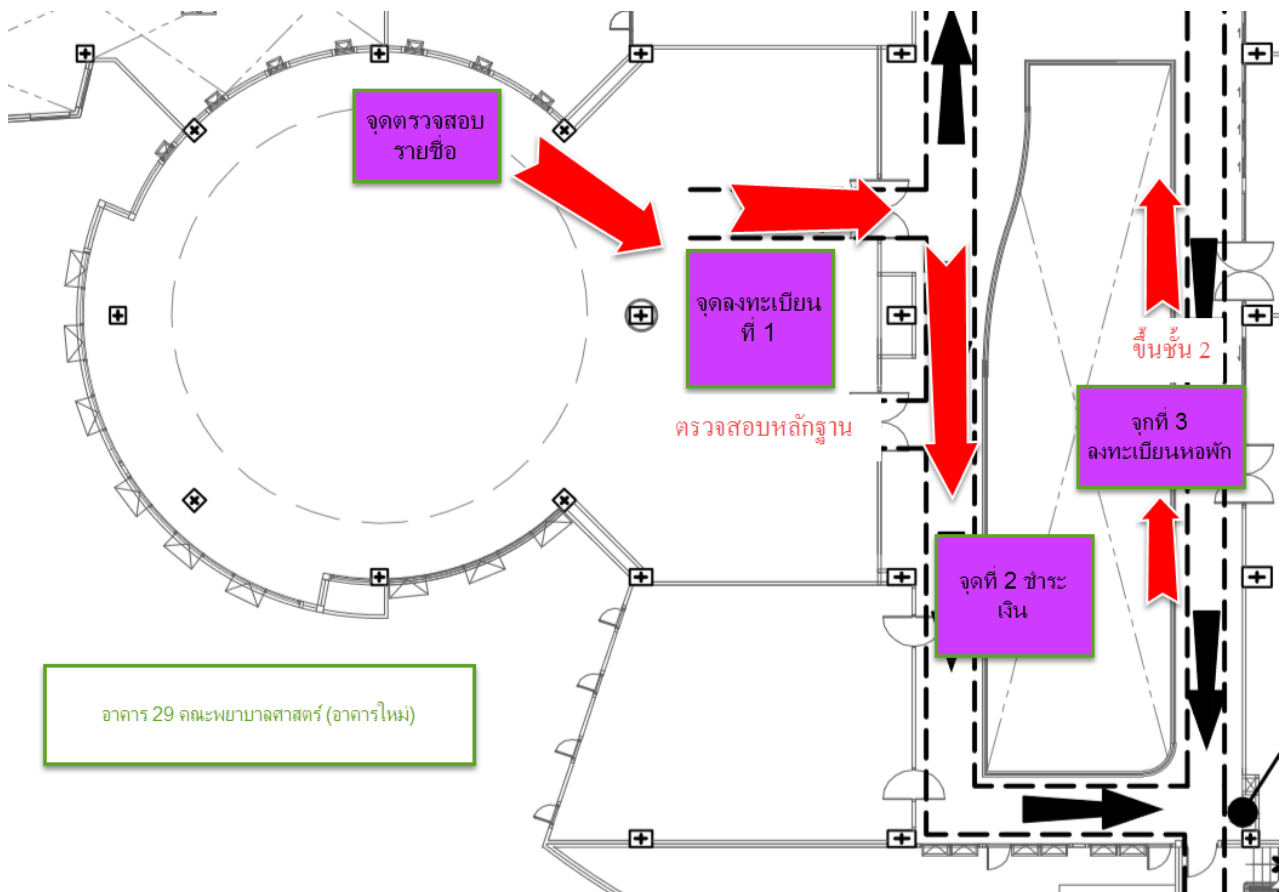 จุดตรวจสอบ
รายชื่อ
จุดลงทะเบียน
ที่ 1
ตรวจสอบหลักฐาน
ขึ้นชั้น 2
จุกที่ 3
ลงทะเบียนหอพัก
จุดที่ 2 ชำระ
เงิน
อาคาร 29 คณะพยาบาลศาสตร์ (อาคารใหม่)